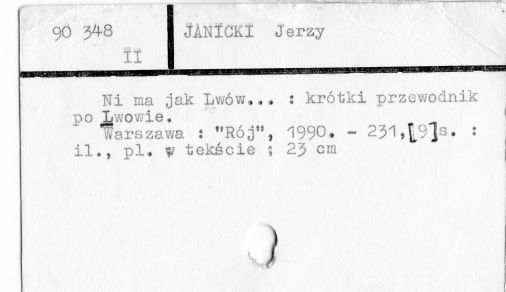 90 348
II
JANICKI Jerzy
Ni ma jak Lwów... : krótki przewodnik
po Lwowie.
Warszawa : "Rój", 1990. - 231,[9]s. :
il., pl. w tekście ; 23 cm